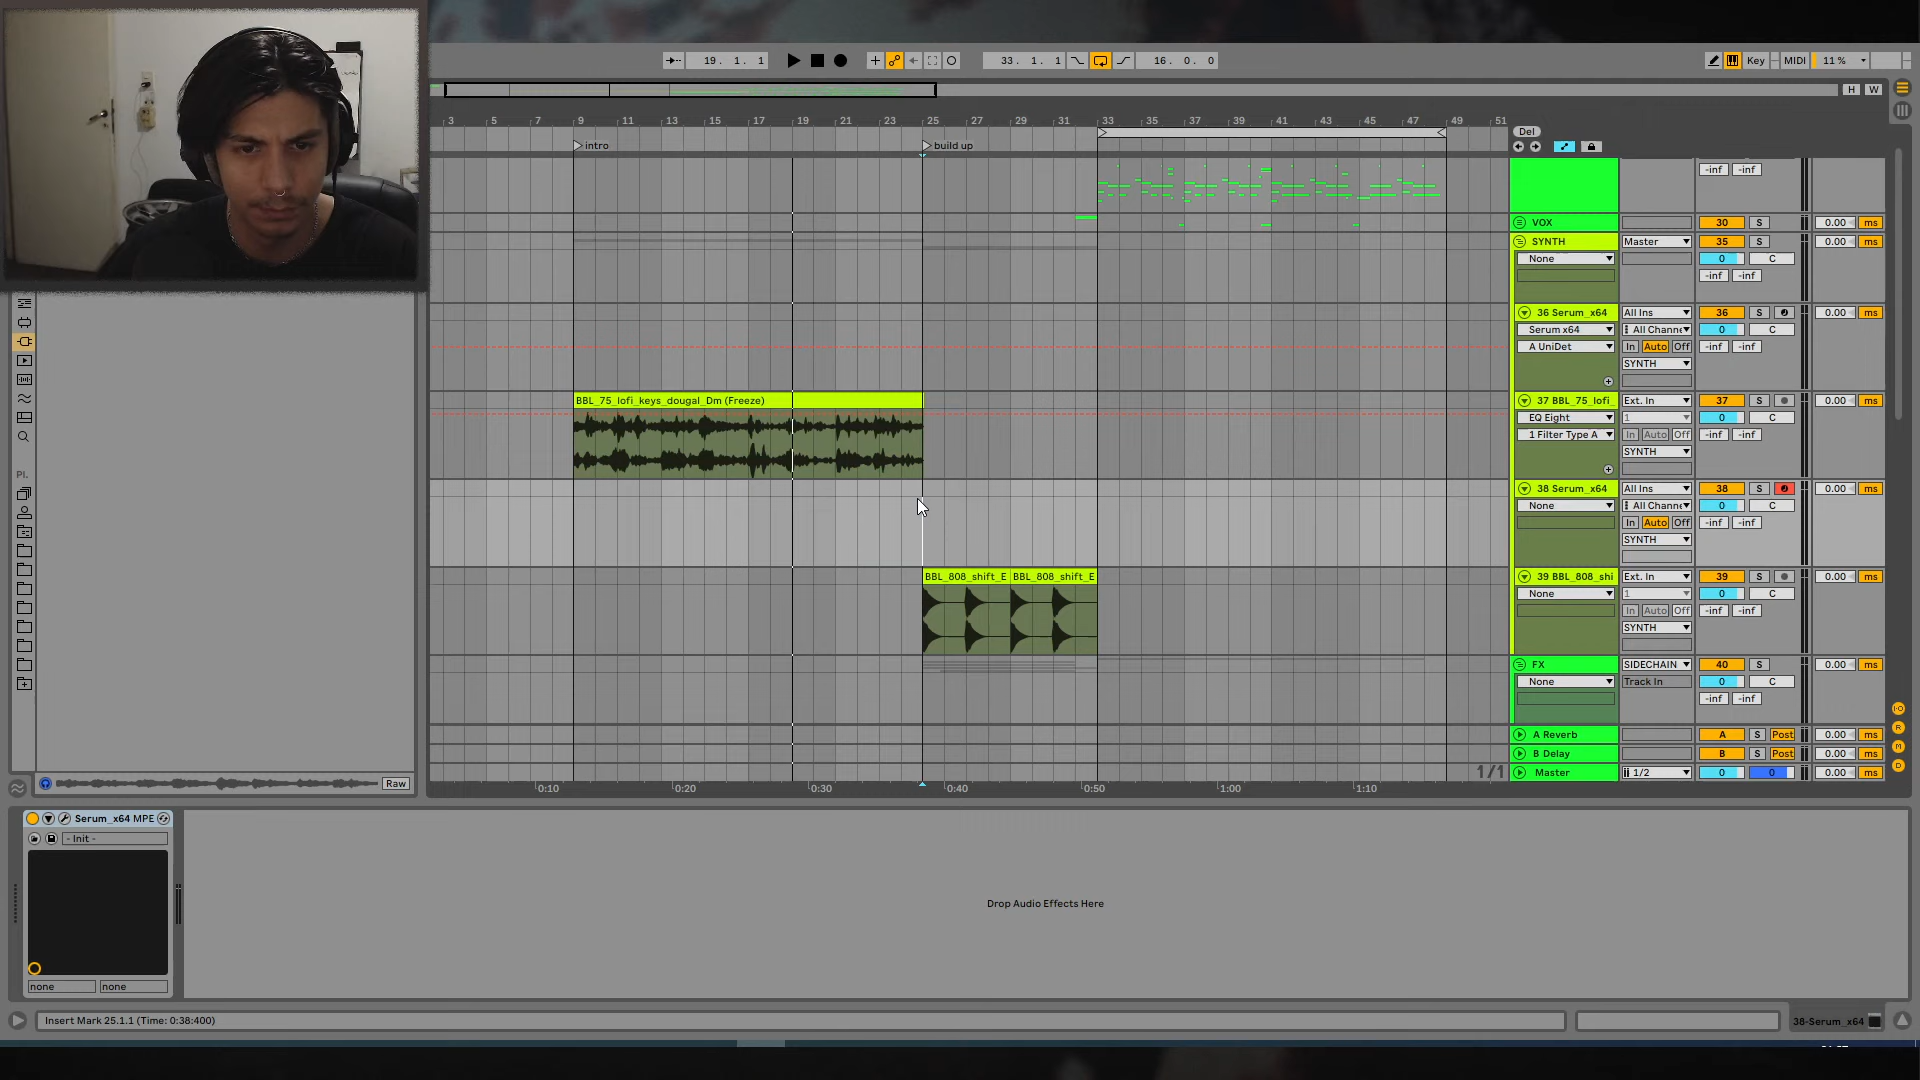 19. 1. 1
33. 1. 1
16. 0. 0
Key
MIDI
11 %
H W
3 5 7 9 11 13 15 17 19 21 23 25 27 29 31 33 35 37 39 41 43 45 47 49 51
Del
intro
build up
-inf -inf
VOX 30 S 0.00 ms
SYNTH Master 35 S 0.00 ms
None 0 C
-inf -inf
36 Serum_x64 All Ins 36 S 0.00 ms
Serum x64 All Channe 0 C
A UniDet In Auto Off -inf -inf
SYNTH
BBL_75_lofi_keys_dougal_Dm (Freeze)
37 BBL_75_lofi_ Ext. In 37 S 0.00 ms
EQ Eight 1 0 C
1 Filter Type A In Auto Off -inf -inf
SYNTH
38 Serum_x64 All Ins 38 S 0.00 ms
None All Channe 0 C
In Auto Off -inf -inf
SYNTH
BBL_808_shift_E BBL_808_shift_E
39 BBL_808_shi Ext. In 39 S 0.00 ms
None 1 0 C
In Auto Off -inf -inf
SYNTH
FX SIDECHAIN 40 S 0.00 ms
None Track In 0 C
-inf -inf
A Reverb A S Post 0.00 ms
B Delay B S Post 0.00 ms
1/1 Master 1/2 0 0 0.00 ms
PI.
Raw
0:10 0:20 0:30 0:40 0:50 1:00 1:10
Serum_x64 MPE
- Init -
none none
Drop Audio Effects Here
Insert Mark 25.1.1 (Time: 0:38:400)
38-Serum_x64